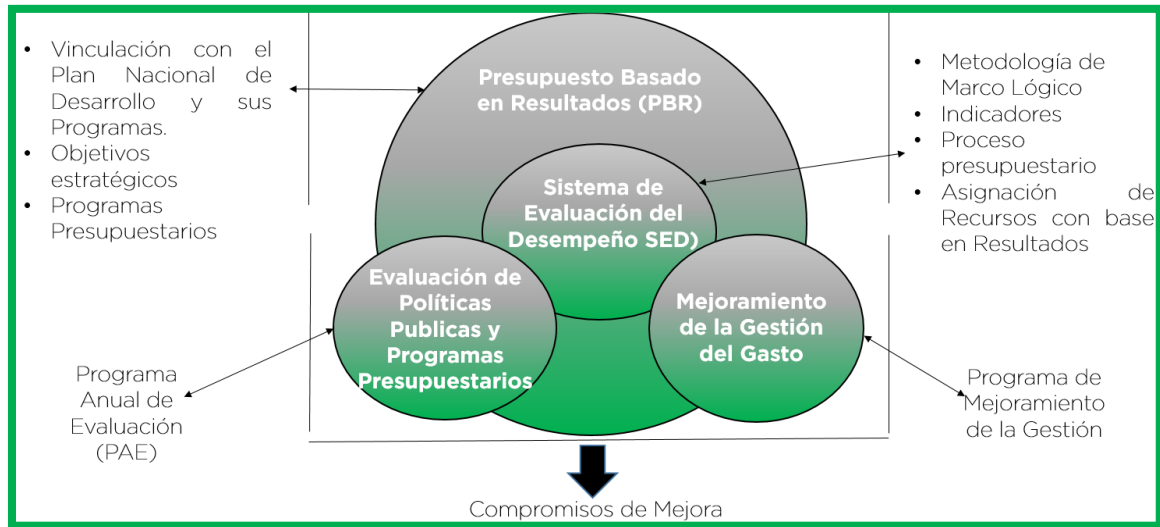 • Vinculación con el
Plan Nacional de
Desarrollo y sus
Programas.
• Objetivos
estratégicos
• Programas
Presupuestarios
Presupuesto Basado
en Resultados (PBR)
• Metodología de
Marco Lógico
• Indicadores
• Proceso
presupuestario
• Asignación de
Recursos con base
en Resultados
Sistema de
Evaluación del
Desempeño SED)
Evaluación de
Políticas
Publicas y
Programas
Presupuestarios
Mejoramiento
de la Gestión
del Gasto
Programa
Anual de
Evaluación
(PAE)
Programa de
Mejoramiento
de la Gestión
Compromisos de Mejora